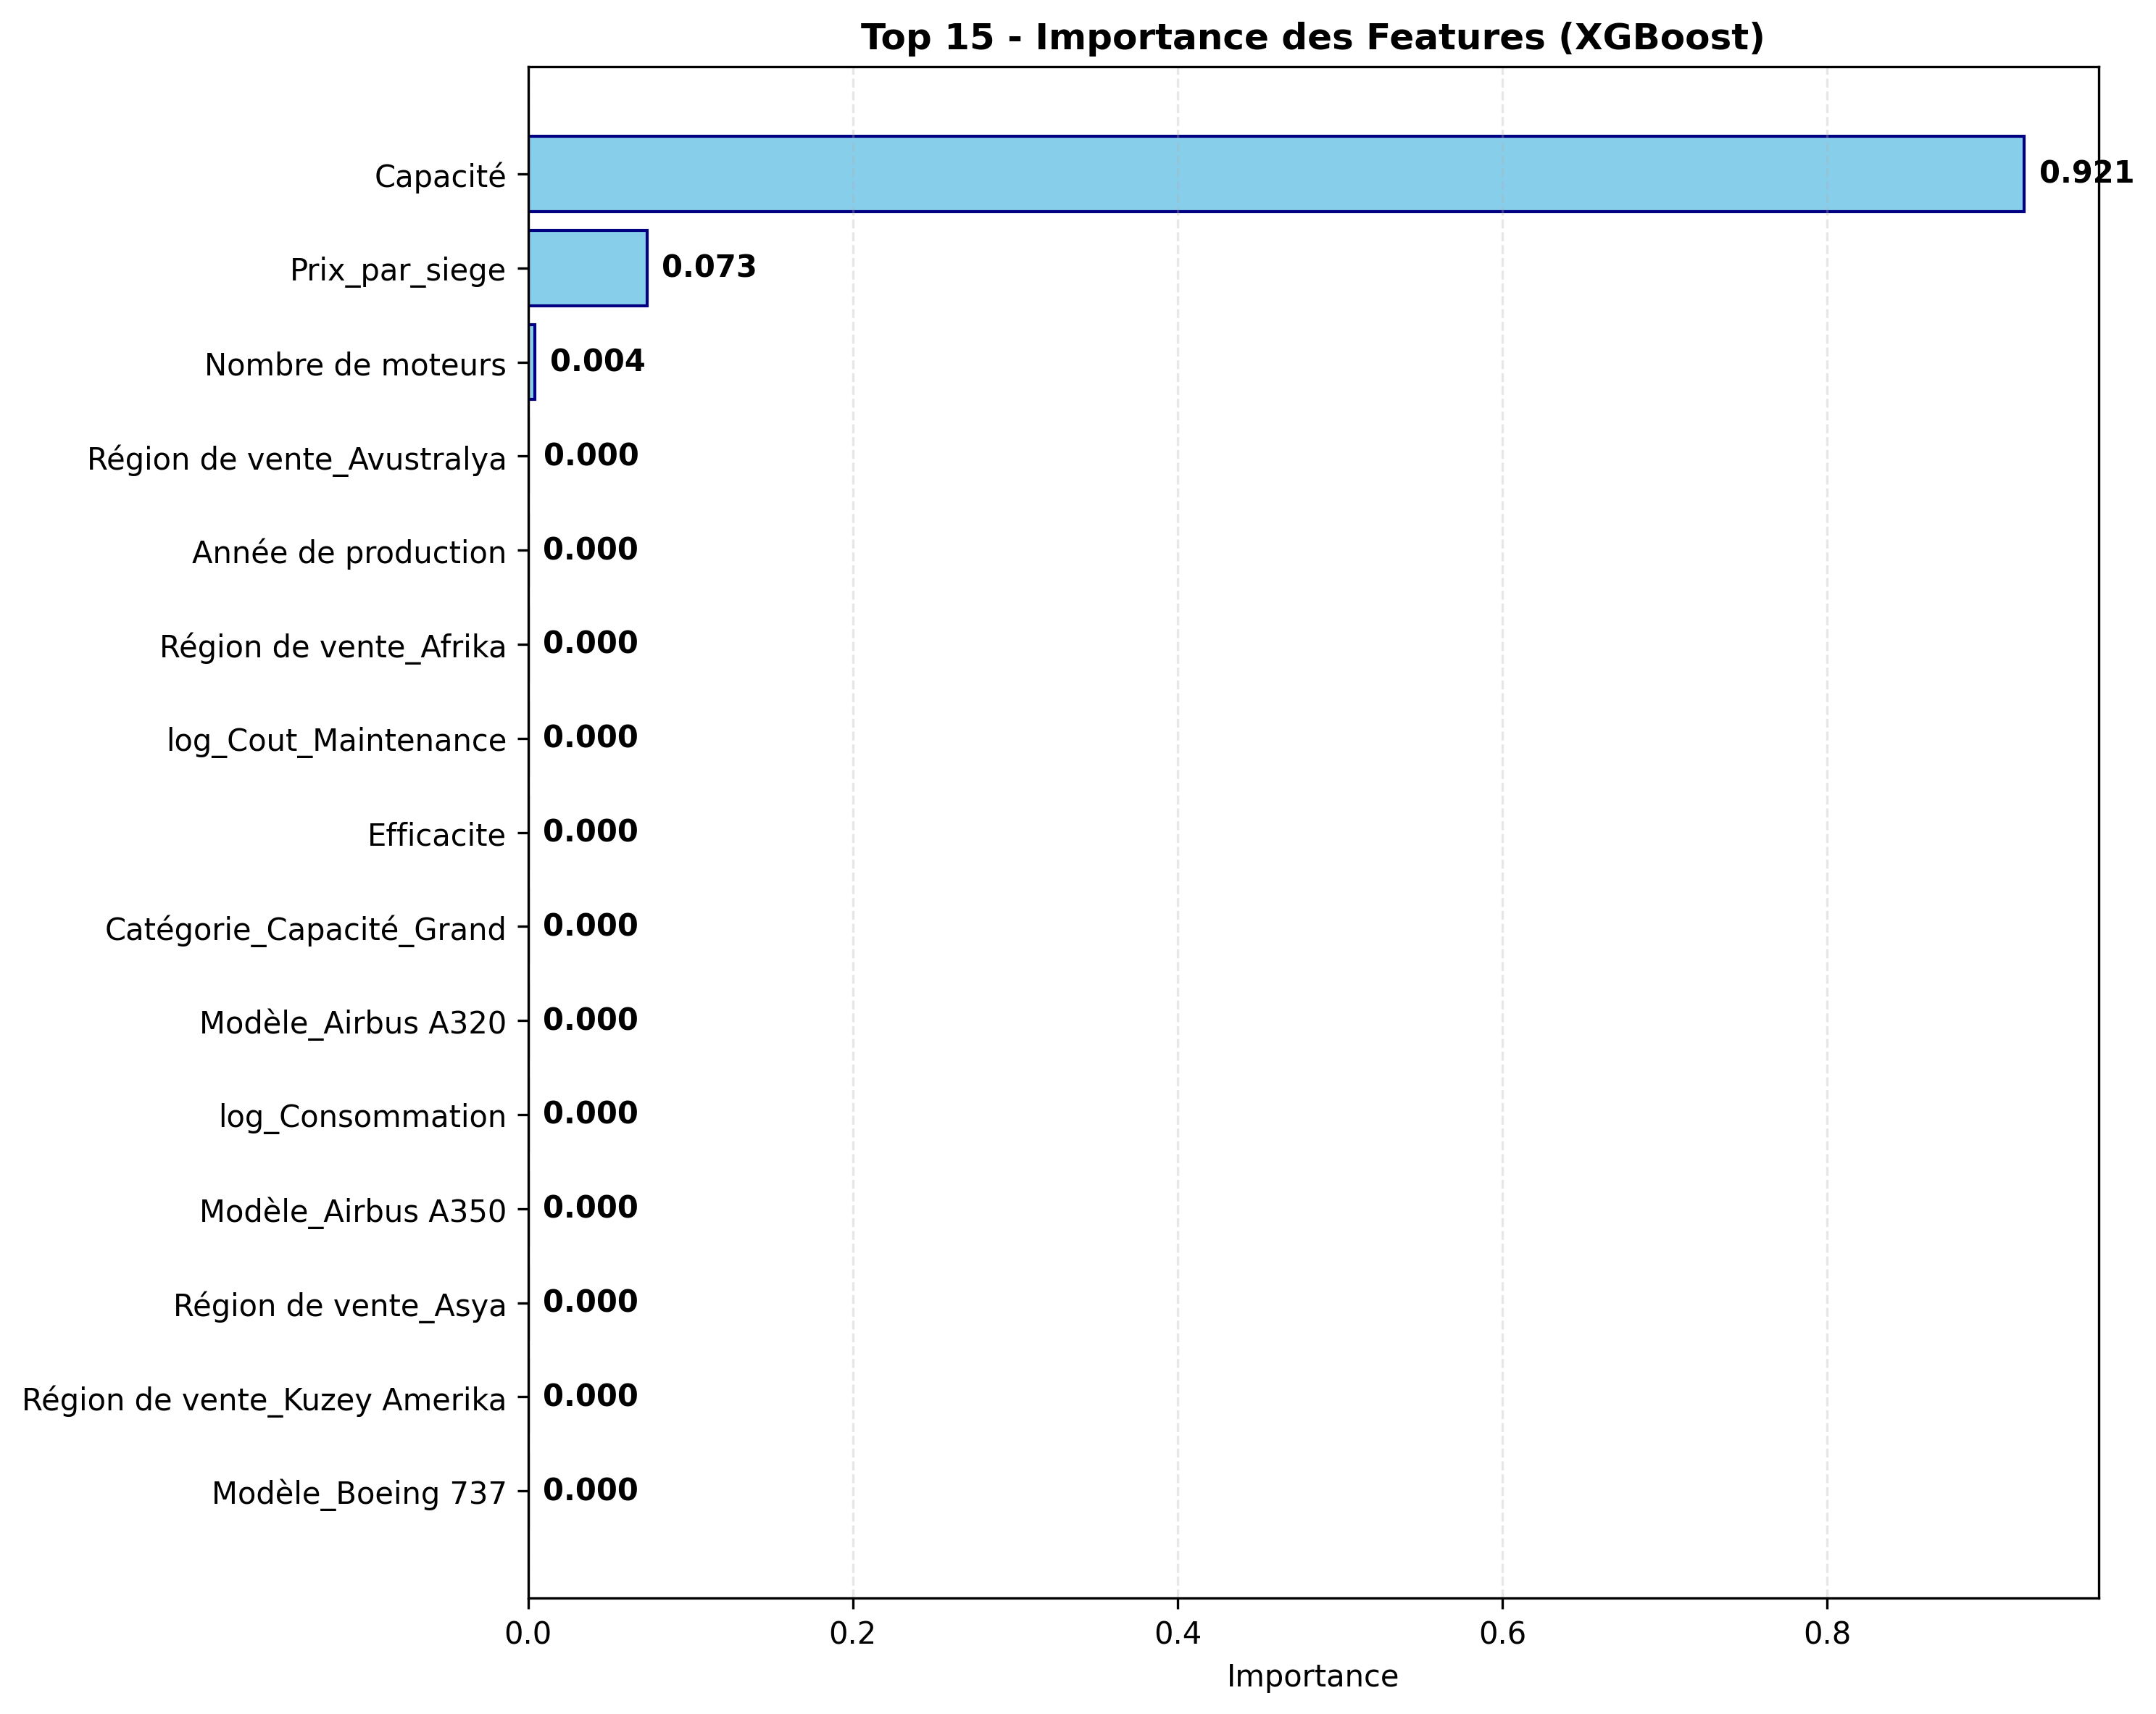 Top 15 - Importance des Features (XGBoost)
Capacité 0.921
Prix_par_siege 0.073
Nombre de moteurs 0.004
Région de vente_Avustralya 0.000
Année de production 0.000
Région de vente_Afrika 0.000
log_Cout_Maintenance 0.000
Efficacite 0.000
Catégorie_Capacité_Grand 0.000
Modèle_Airbus A320 0.000
log_Consommation 0.000
Modèle_Airbus A350 0.000
Région de vente_Asya 0.000
Région de vente_Kuzey Amerika 0.000
Modèle_Boeing 737 0.000
0.0 0.2 0.4 0.6 0.8
Importance